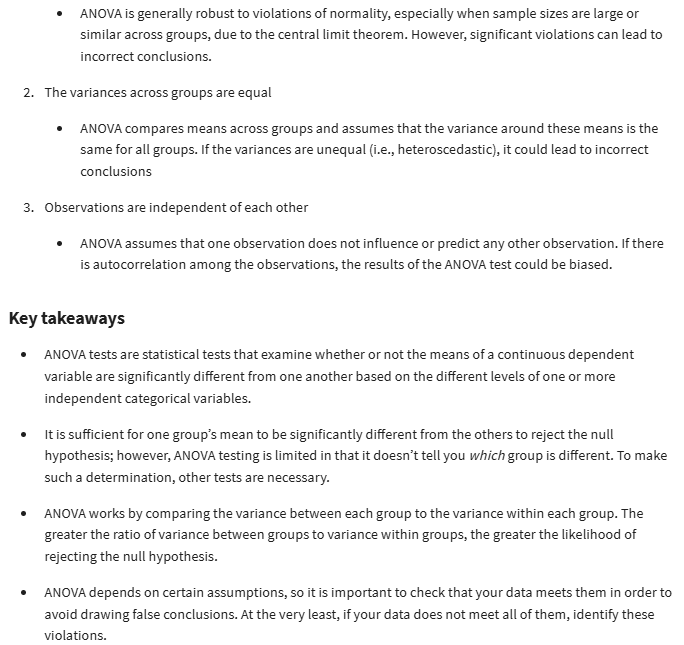 • ANOVA is generally robust to violations of normality, especially when sample sizes are large or
similar across groups, due to the central limit theorem. However, significant violations can lead to
incorrect conclusions.
2. The variances across groups are equal
• ANOVA compares means across groups and assumes that the variance around these means is the
same for all groups. If the variances are unequal (i.e., heteroscedastic), it could lead to incorrect
conclusions
3. Observations are independent of each other
• ANOVA assumes that one observation does not influence or predict any other observation. If there
is autocorrelation among the observations, the results of the ANOVA test could be biased.
Key takeaways
• ANOVA tests are statistical tests that examine whether or not the means of a continuous dependent
variable are significantly different from one another based on the different levels of one or more
independent categorical variables.
• It is sufficient for one group’s mean to be significantly different from the others to reject the null
hypothesis; however, ANOVA testing is limited in that it doesn’t tell you which group is different. To make
such a determination, other tests are necessary.
• ANOVA works by comparing the variance between each group to the variance within each group. The
greater the ratio of variance between groups to variance within groups, the greater the likelihood of
rejecting the null hypothesis.
• ANOVA depends on certain assumptions, so it is important to check that your data meets them in order to
avoid drawing false conclusions. At the very least, if your data does not meet all of them, identify these
violations.